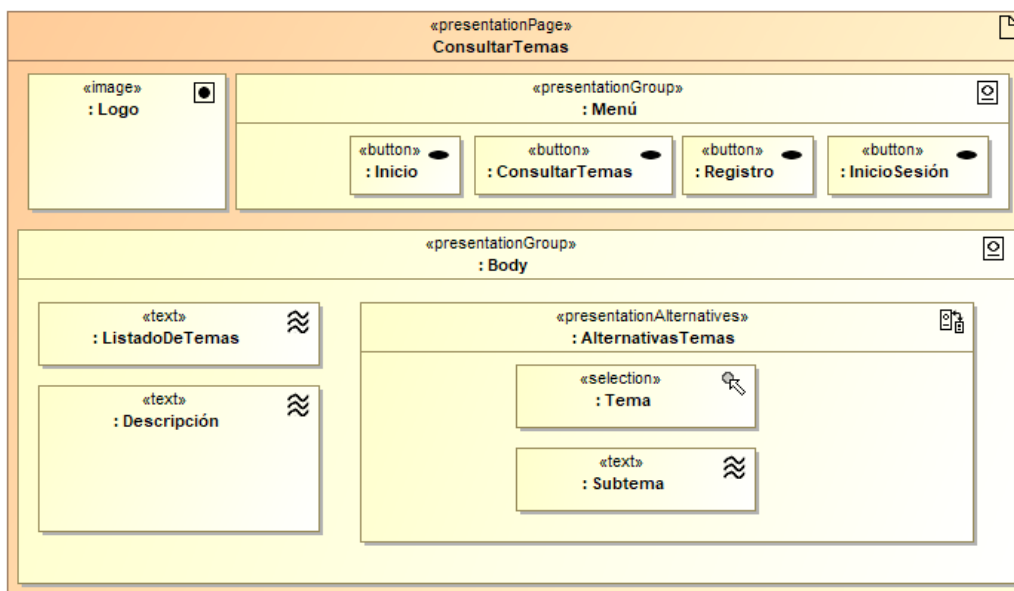 «presentationPage»
ConsultarTemas
«image»
: Logo
«presentationGroup»
: Menú
«button»
: Inicio
«button»
: ConsultarTemas
«button»
: Registro
«button»
: InicioSesión
«presentationGroup»
: Body
«text»
: ListadoDeTemas
«text»
: Descripción
«presentationAlternatives»
: AlternativasTemas
«selection»
: Tema
«text»
: Subtema